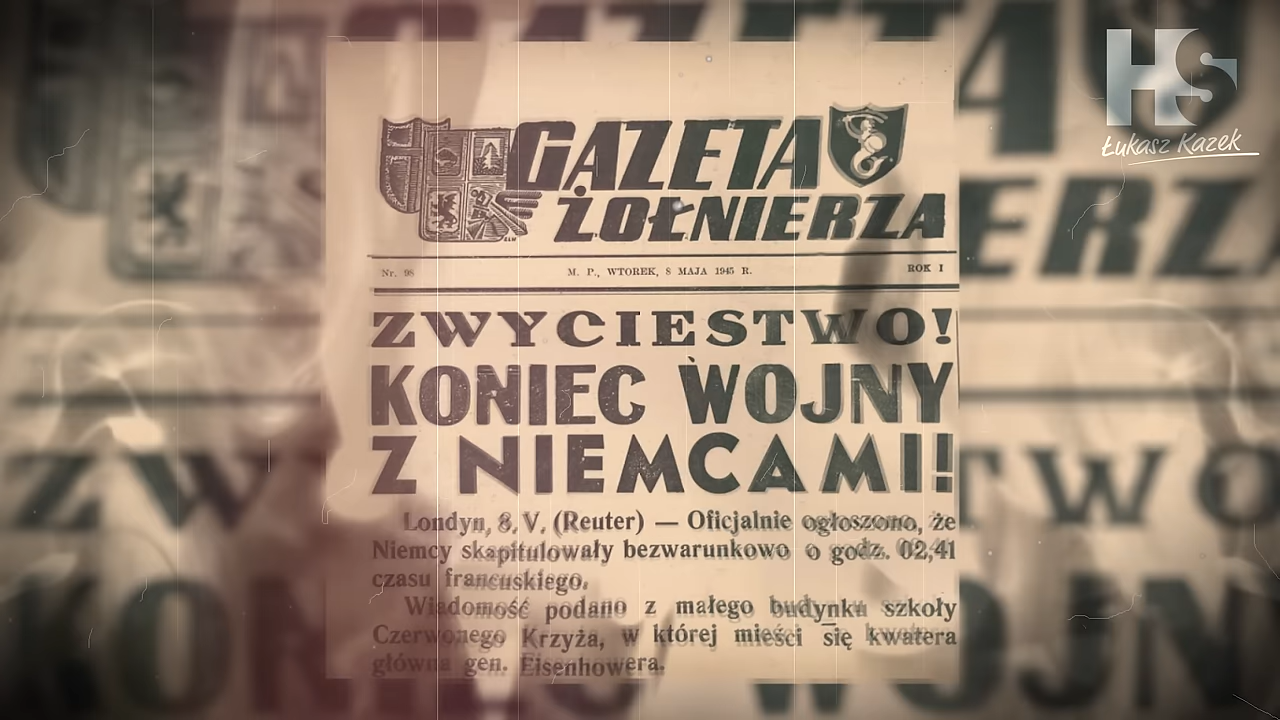 HS
Łukasz Kazek
GAZETA
ŻOŁNIERZA
Nr. 98 M. P., WTOREK, 8 MAJA 1945 R. ROK I
ZWYCIESTWO!
KONIEC WOJNY
Z NIEMCAMI!
Londyn, 8. V. (Reuter) — Oficjalnie ogłoszono, że
Niemcy skapitulowały bezwarunkowo o godz. 02,41
czasu francuskiego.
Wiadomość podano z małego budynku szkoły
Czerwonego Krzyża, w której mieści się kwatera
główna gen. Eisenhowera.